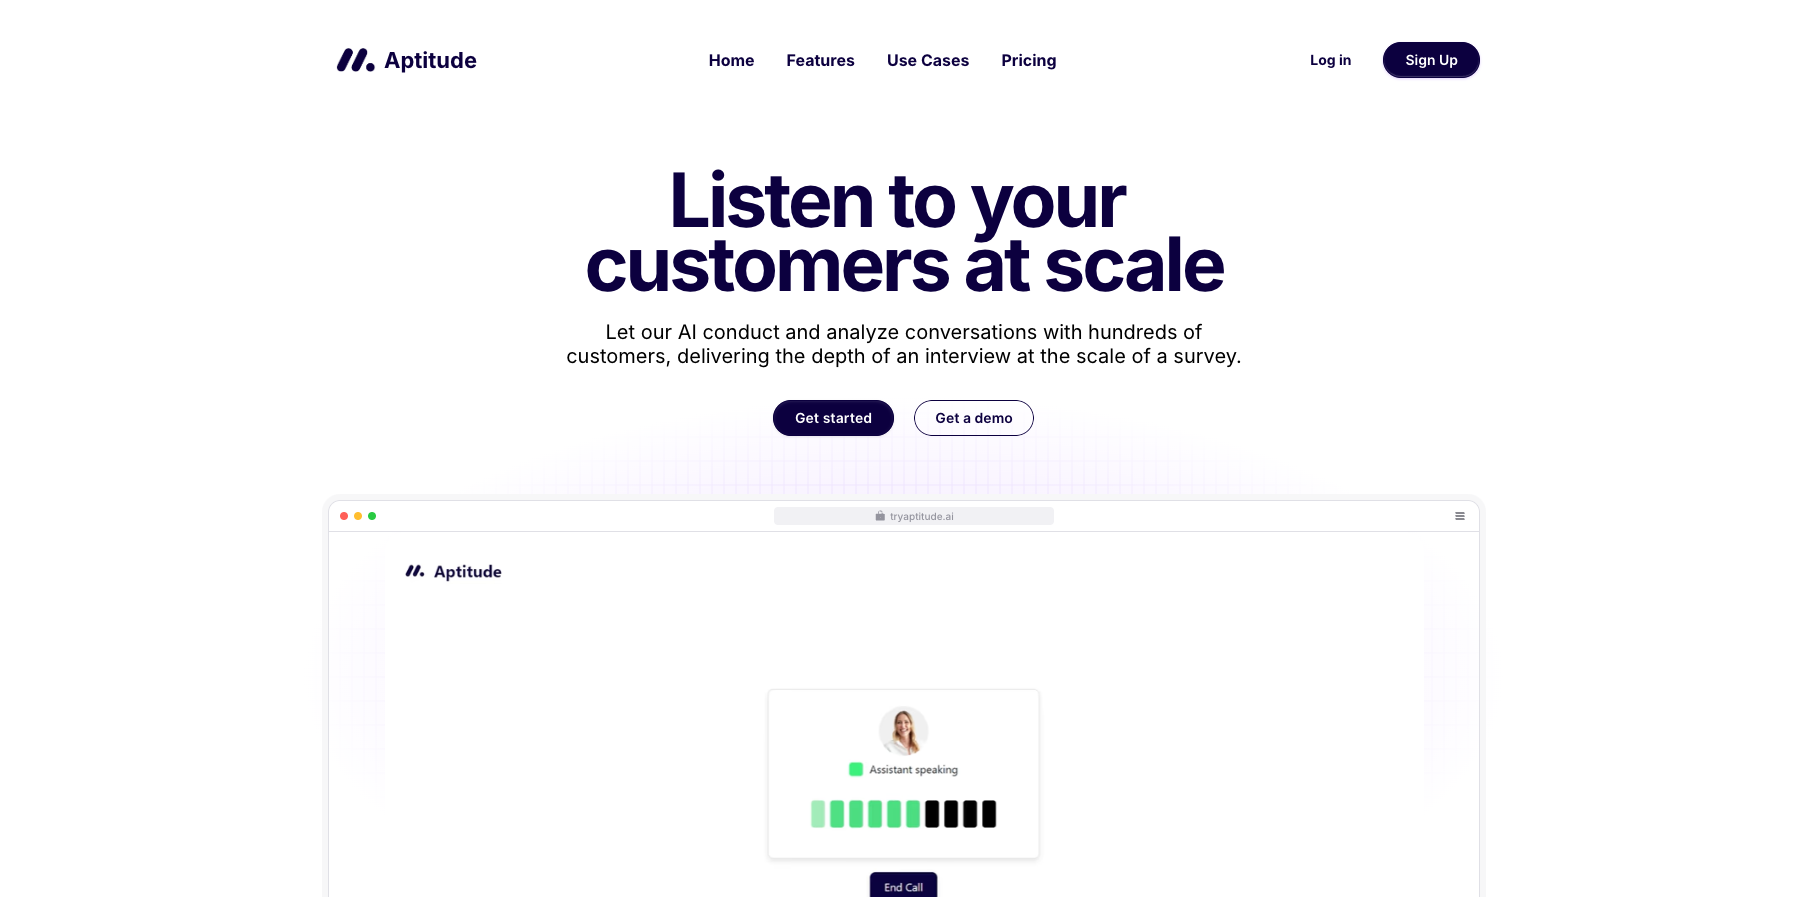 Aptitude
Home Features Use Cases Pricing
Log in Sign Up
Listen to your
customers at scale
Let our AI conduct and analyze conversations with hundreds of
customers, delivering the depth of an interview at the scale of a survey.
Get started Get a demo
tryaptitude.ai
Aptitude
Assistant speaking
End Call